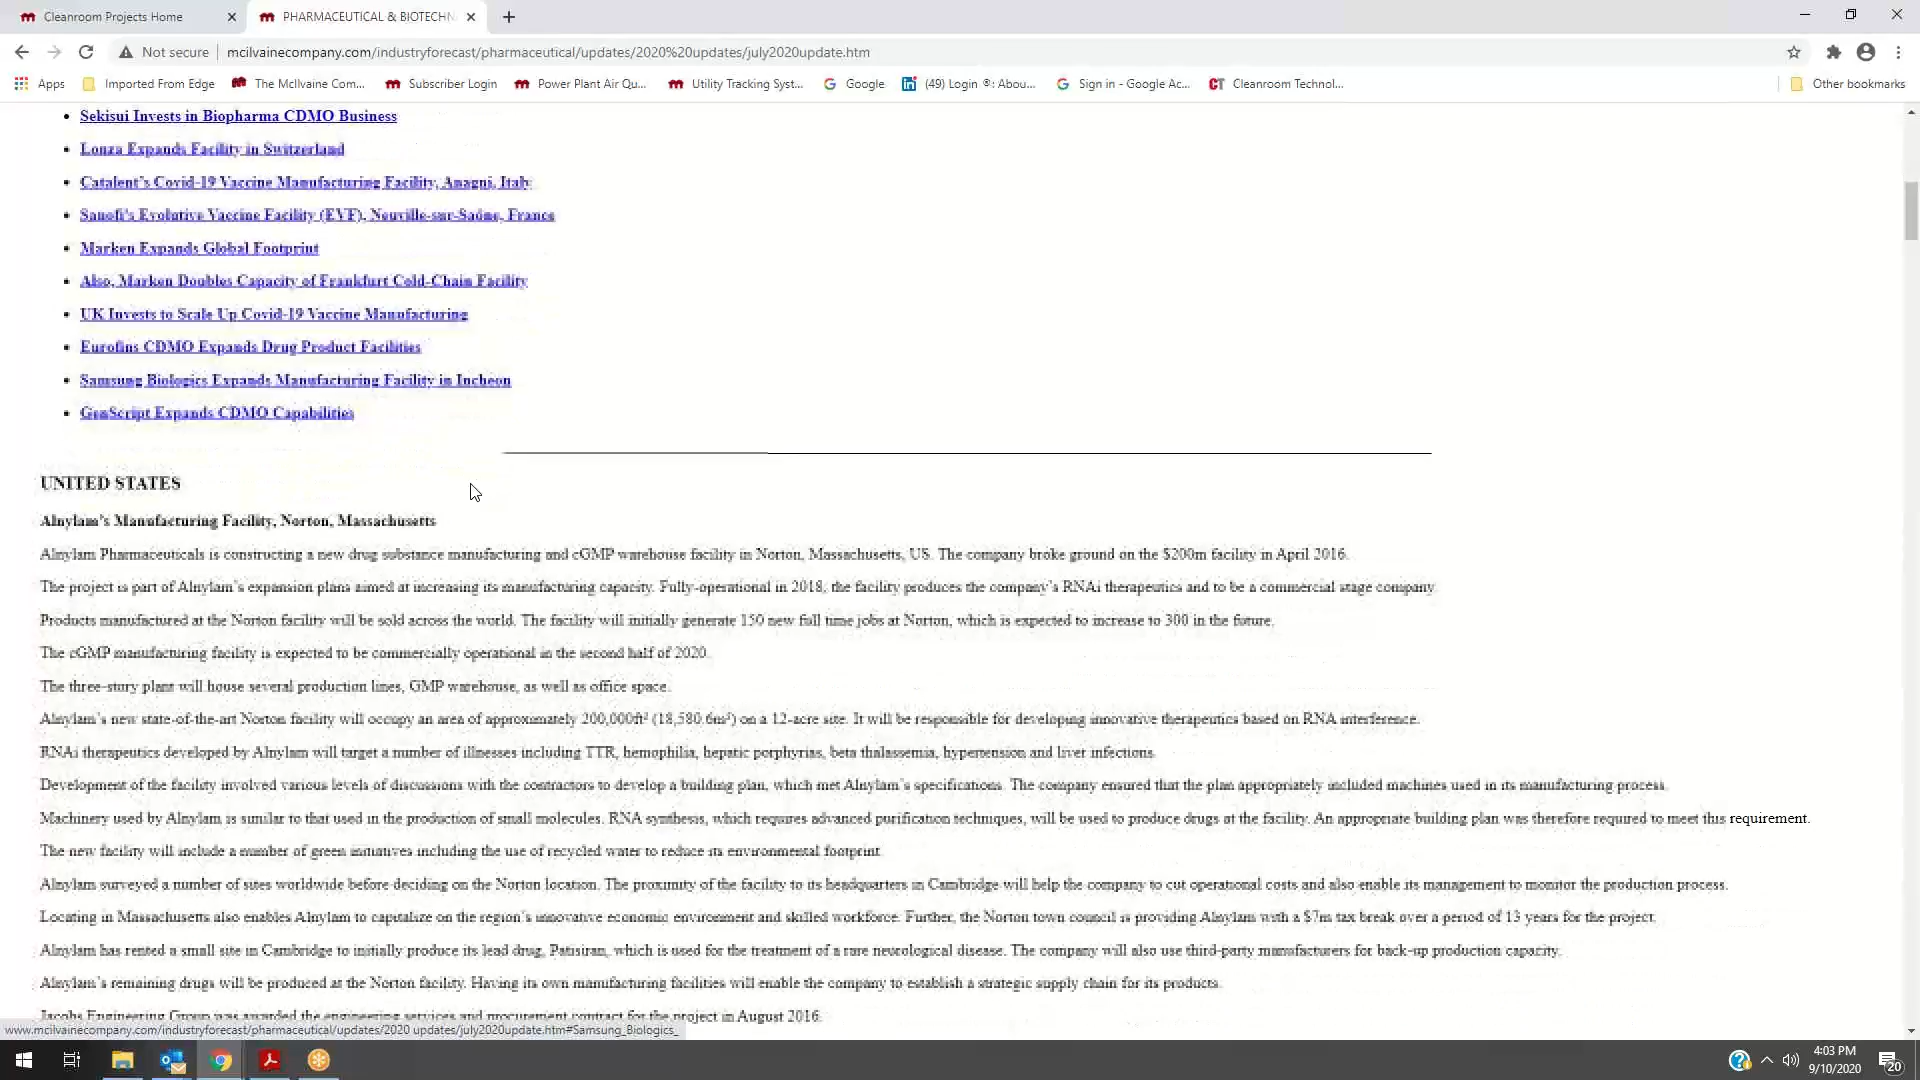 Cleanroom Projects Home
PHARMACEUTICAL & BIOTECHN
Not secure
mcilvainecompany.com/industryforecast/pharmaceutical/updates/2020%20updates/july2020update.htm
Apps
Imported From Edge
The McIlvaine Com...
Subscriber Login
Power Plant Air Qu...
Utility Tracking Syst...
Google
(49) Login ®: Abou...
Sign in - Google Ac...
CT
Cleanroom Technol...
Other bookmarks
• Sekisui Invests in Biopharma CDMO Business
• Lonza Expands Facility in Switzerland
• Catalent's Covid-19 Vaccine Manufacturing Facility, Anagni, Italy
• Sanofi's Evolutive Vaccine Facility (EVF), Neuville-sur-Saône, France
• Marken Expands Global Footprint
• Also, Marken Doubles Capacity of Frankfurt Cold-Chain Facility
• UK Invests to Scale Up Covid-19 Vaccine Manufacturing
• Eurofins CDMO Expands Drug Product Facilities
• Samsung Biologics Expands Manufacturing Facility in Incheon
• GenScript Expands CDMO Capabilities
UNITED STATES
Alnylam's Manufacturing Facility, Norton, Massachusetts
Alnylam Pharmaceuticals is constructing a new drug substance manufacturing and cGMP warehouse facility in Norton, Massachusetts, US. The company broke ground on the $200m facility in April 2016.
The project is part of Alnylam's expansion plans aimed at increasing its manufacturing capacity. Fully-operational in 2018, the facility produces the company's RNAi therapeutics and to be a commercial stage company.
Products manufactured at the Norton facility will be sold across the world. The facility will initially generate 150 new full time jobs at Norton, which is expected to increase to 300 in the future.
The cGMP manufacturing facility is expected to be commercially operational in the second half of 2020.
The three-story plant will house several production lines, GMP warehouse, as well as office space.
Alnylam's new state-of-the-art Norton facility will occupy an area of approximately 200,000ft² (18,580.6m²) on a 12-acre site. It will be responsible for developing innovative therapeutics based on RNA interference.
RNAi therapeutics developed by Alnylam will target a number of illnesses including TTR, hemophilia, hepatic porphyrias, beta thalassemia, hypertension and liver infections.
Development of the facility involved various levels of discussions with the contractors to develop a building plan, which met Alnylam's specifications. The company ensured that the plan appropriately included machines used in its manufacturing process.
Machinery used by Alnylam is similar to that used in the production of small molecules. RNA synthesis, which requires advanced purification techniques, will be used to produce drugs at the facility. An appropriate building plan was therefore required to meet this requirement.
The new facility will include a number of green initiatives including the use of recycled water to reduce its environmental footprint.
Alnylam surveyed a number of sites worldwide before deciding on the Norton location. The proximity of the facility to its headquarters in Cambridge will help the company to cut operational costs and also enable its management to monitor the production process.
Locating in Massachusetts also enables Alnylam to capitalize on the region's innovative economic environment and skilled workforce. Further, the Norton town council is providing Alnylam with a $7m tax break over a period of 13 years for the project.
Alnylam has rented a small site in Cambridge to initially produce its lead drug, Patisiran, which is used for the treatment of a rare neurological disease. The company will also use third-party manufacturers for back-up production capacity.
Alnylam's remaining drugs will be produced at the Norton facility. Having its own manufacturing facilities will enable the company to establish a strategic supply chain for its products.
Jacobs Engineering Group was awarded the engineering services and procurement contract for the project in August 2016.
www.mcilvainecompany.com/industryforecast/pharmaceutical/updates/2020 updates/july2020update.htm#Samsung_Biologics_
4:03 PM
9/10/2020
20